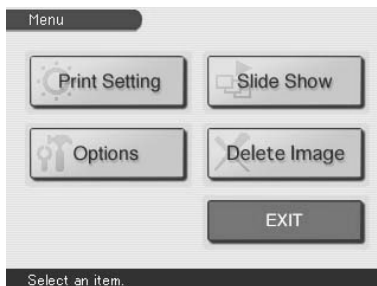 Menu
Print Setting
Slide Show
Options
Delete Image
EXIT
Select an item.